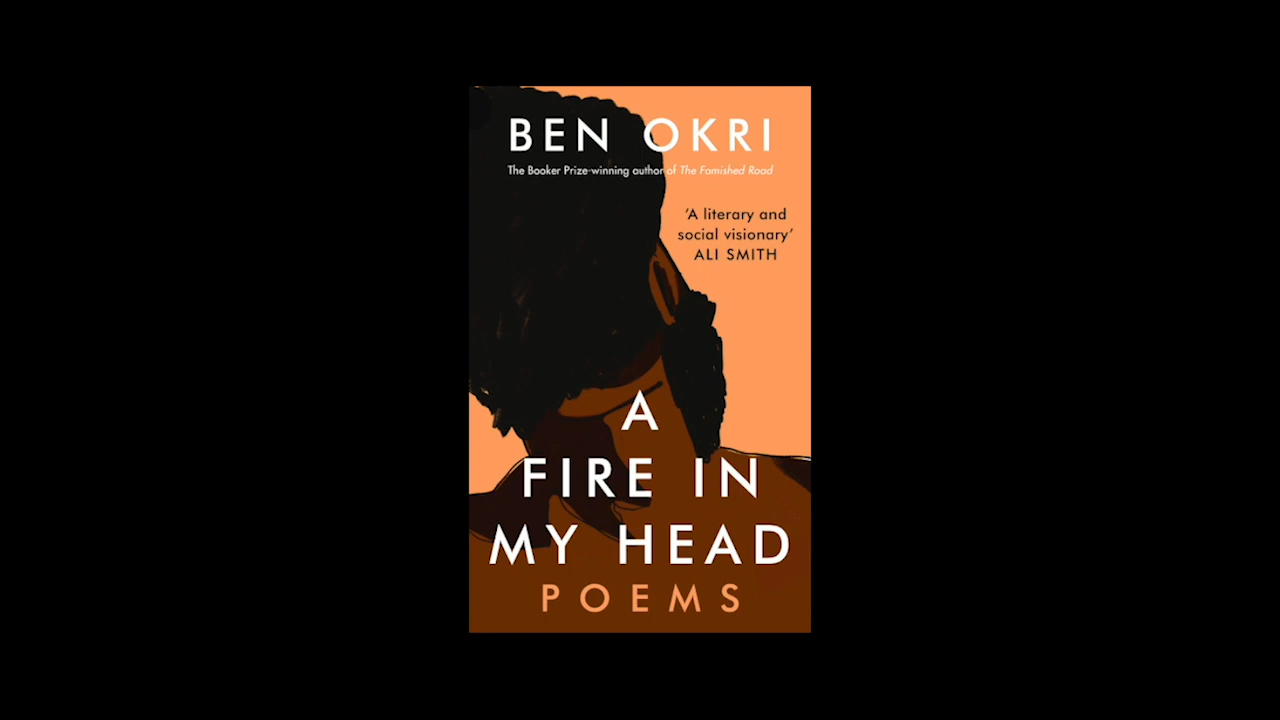 BEN OKRI
The Booker Prize-winning author of The Famished Road
‘A literary and
social visionary’
ALI SMITH
A
FIRE IN
MY HEAD
POEMS